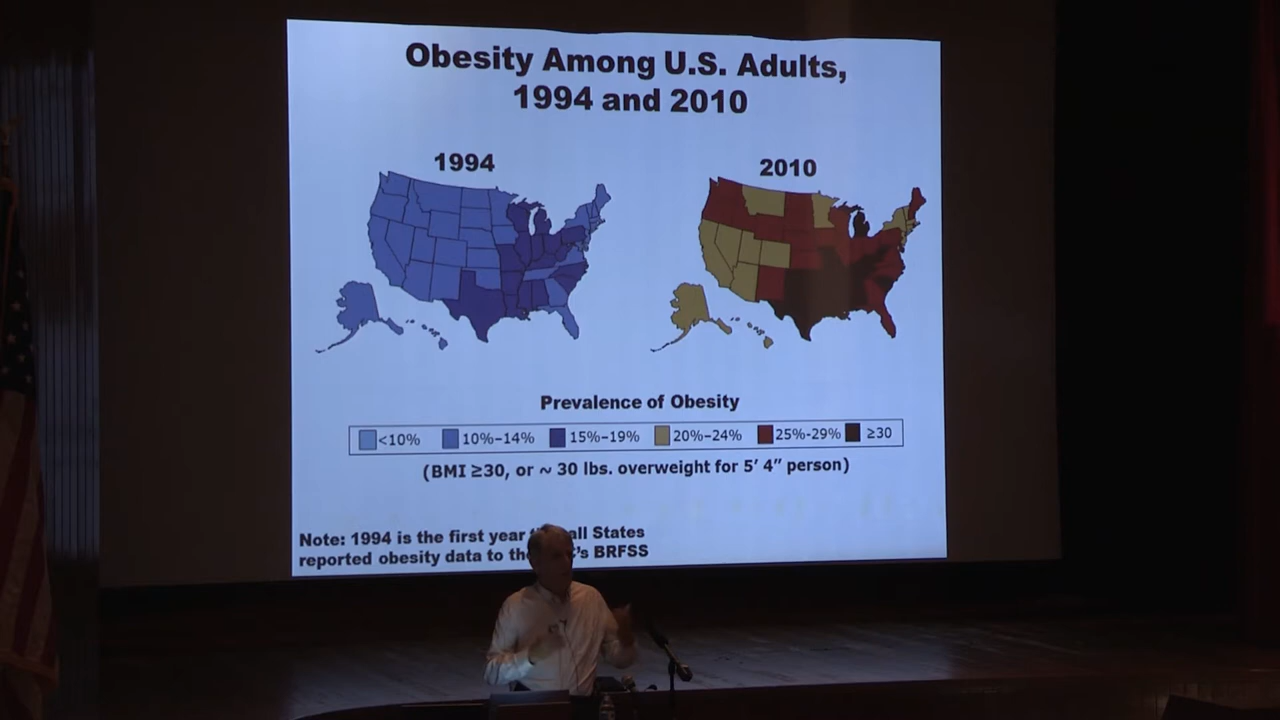 Obesity Among U.S. Adults,
1994 and 2010
1994
2010
Prevalence of Obesity
<10% 10%–14% 15%–19% 20%–24% 25%-29% ≥30
(BMI ≥30, or ~ 30 lbs. overweight for 5’ 4” person)
Note: 1994 is the first year all States
reported obesity data to the ’s BRFSS